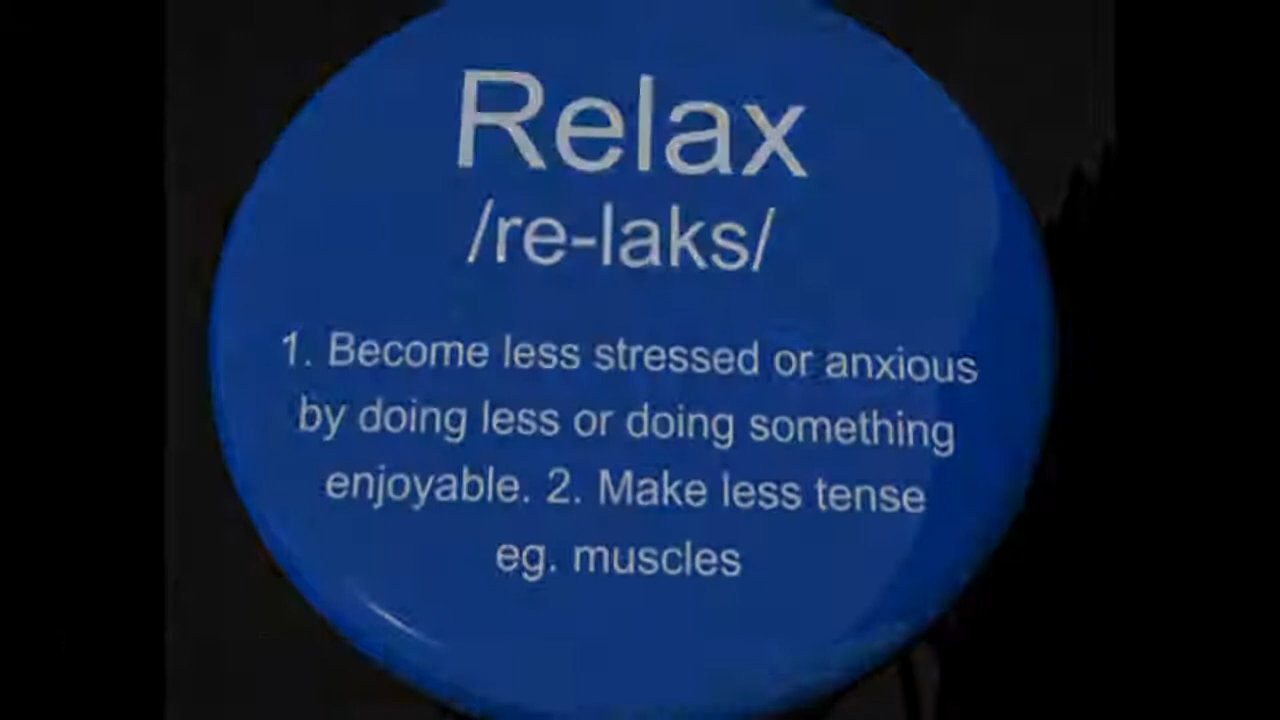 Relax
/re-laks/
1. Become less stressed or anxious
by doing less or doing something
enjoyable. 2. Make less tense
eg. muscles